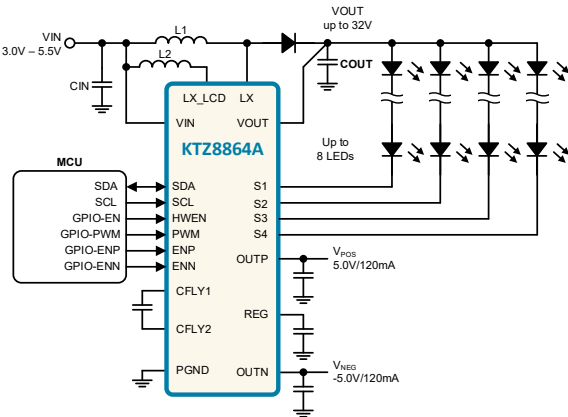 VOUT
up to 32V
VIN
3.0V – 5.5V
L1
L2
COUT
CIN
LX_LCD
LX
VIN
VOUT
KTZ8864A
Up to
8 LEDs
MCU
SDA
SDA
S1
SCL
SCL
S2
GPIO-EN
HWEN
S3
GPIO-PWM
PWM
S4
GPIO-ENP
ENP
OUTP
VPOS
5.0V/120mA
GPIO-ENN
ENN
CFLY1
REG
CFLY2
PGND
OUTN
VNEG
-5.0V/120mA